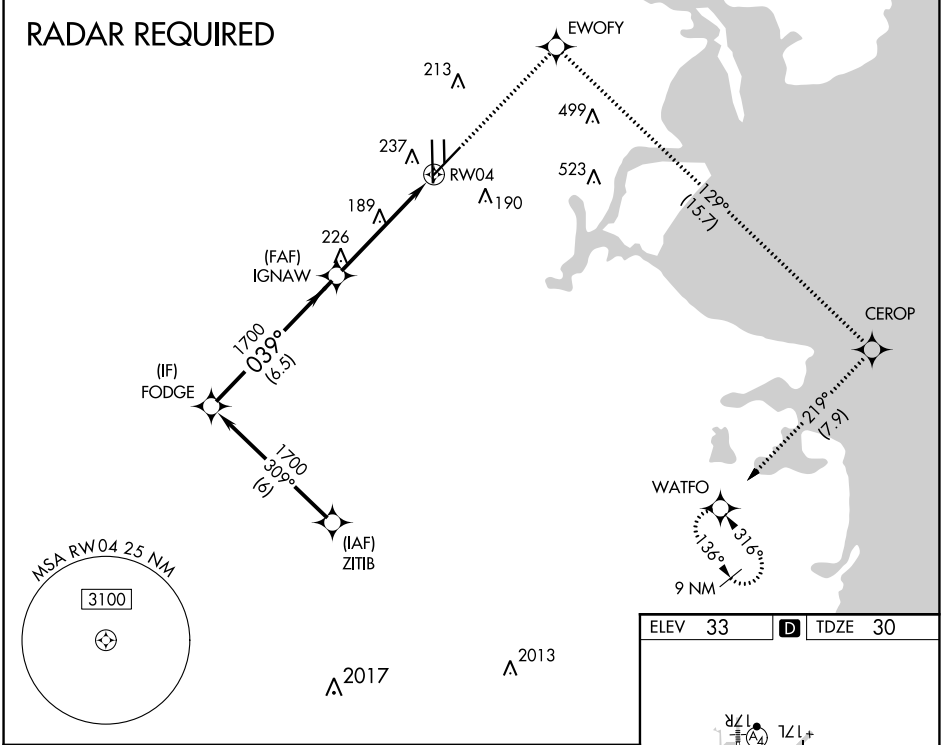 RADAR REQUIRED
EWOFY
213
499
237
RW04
523
190
189
129°
(15.7)
226
(FAF)
IGNAW
CEROP
1700
039°
(6.5)
(IF)
FODGE
219°
(7.9)
1700
309°
(6)
WATFO
(IAF)
ZITIB
136°
316°
9 NM
MSA RW04 25 NM
3100
ELEV 33 D TDZE 30
2017
2013
17R
A4
17L